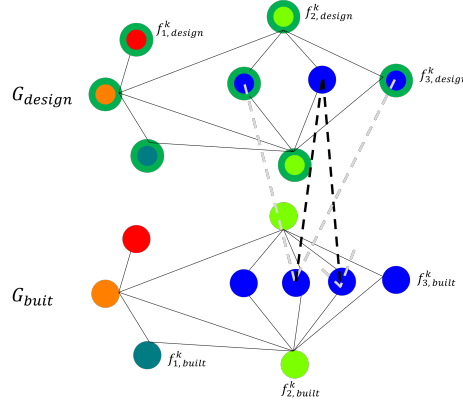 f^k_{2,design}
f^k_{1,design}
f^k_{3,design}
G_{design}
G_{buit}
f^k_{3,built}
f^k_{1,built}
f^k_{2,built}